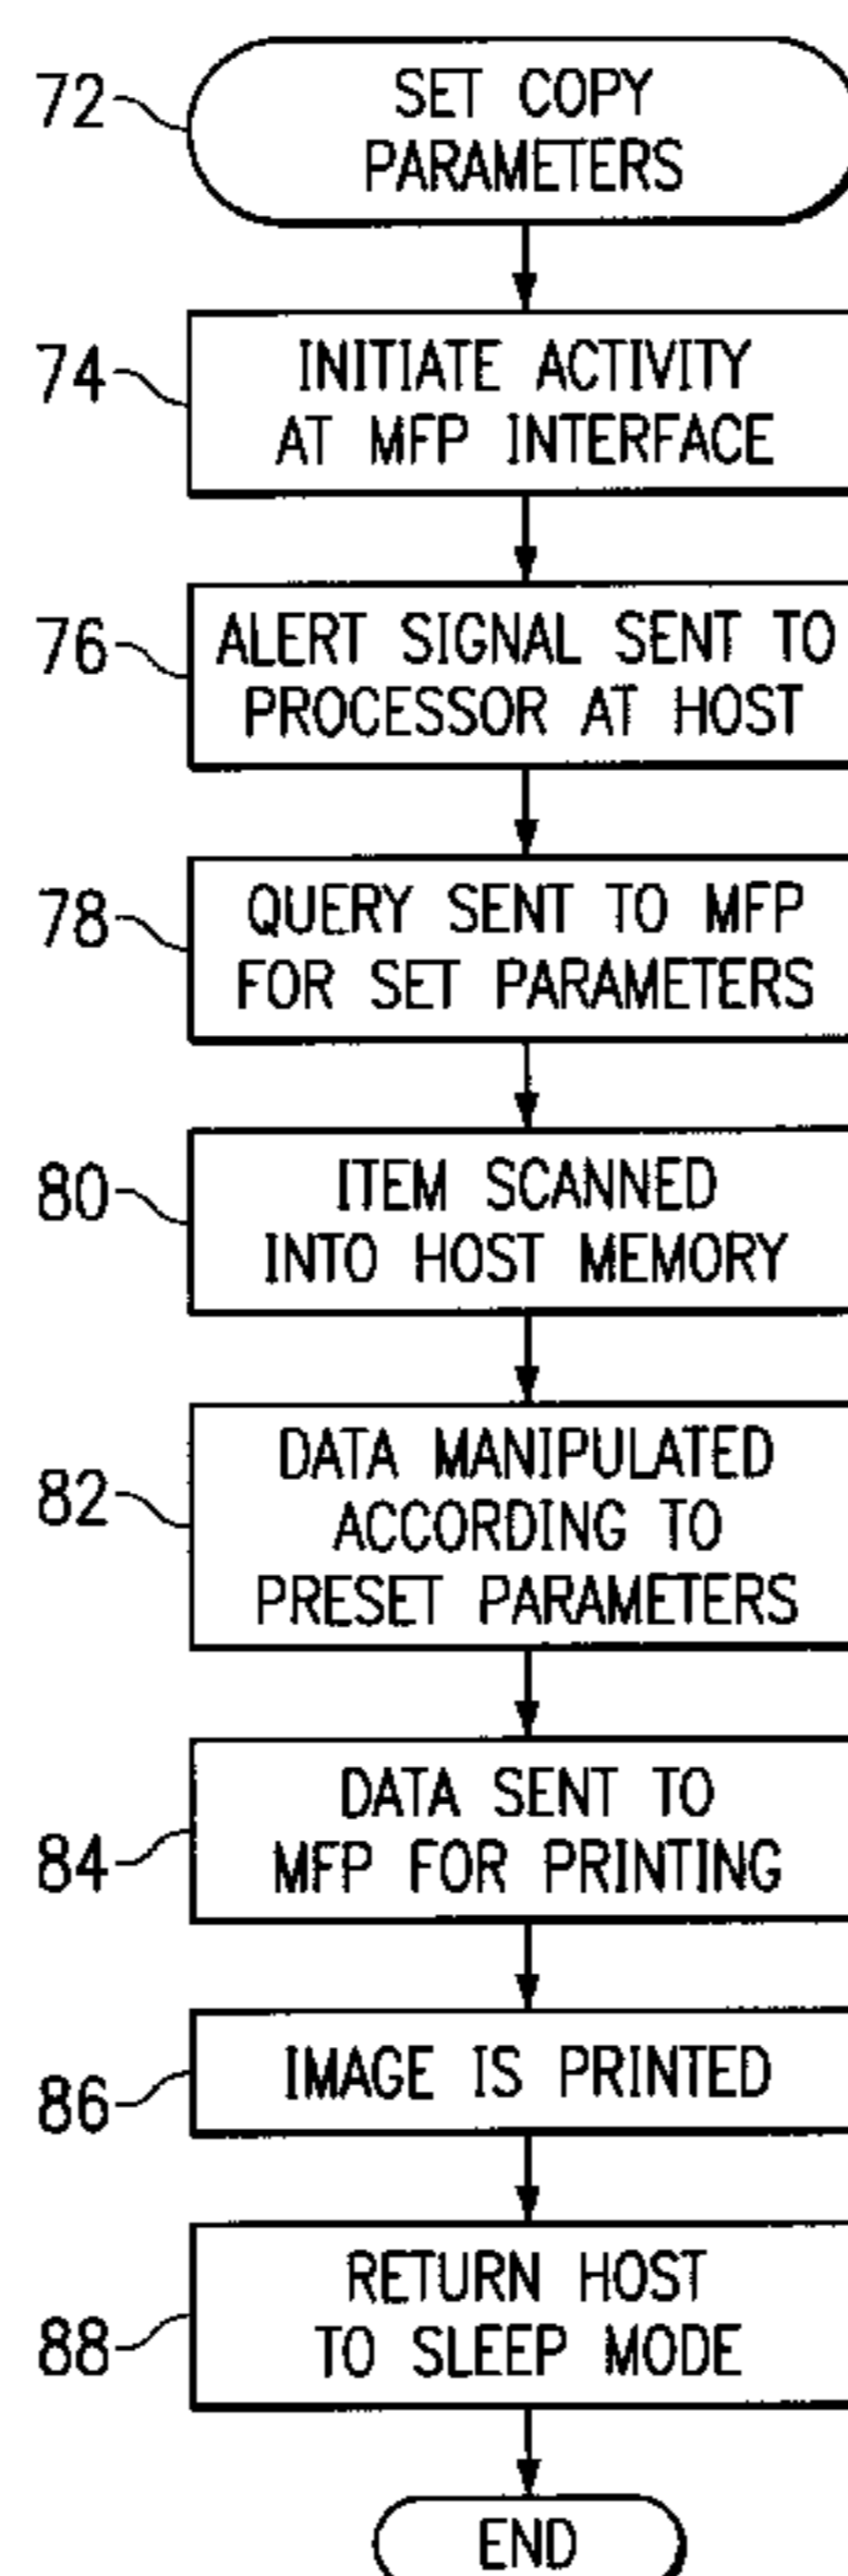 72
SET COPY
PARAMETERS
74
INITIATE ACTIVITY
AT MFP INTERFACE
76
ALERT SIGNAL SENT TO
PROCESSOR AT HOST
78
QUERY SENT TO MFP
FOR SET PARAMETERS
80
ITEM SCANNED
INTO HOST MEMORY
82
DATA MANIPULATED
ACCORDING TO
PRESET PARAMETERS
84
DATA SENT TO
MFP FOR PRINTING
86
IMAGE IS PRINTED
88
RETURN HOST
TO SLEEP MODE
END